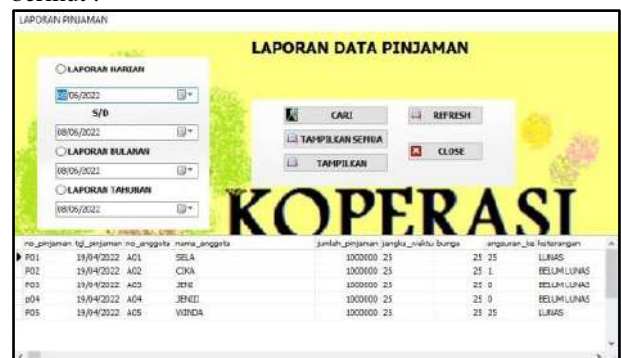 LAPORAN PINJAMAN
LAPORAN DATA PINJAMAN
LAPORAN HARIAN
08/06/2022
S/D
08/06/2022
LAPORAN BULANAN
08/06/2022
LAPORAN TAHUNAN
08/06/2022
CARI
REFRESH
TAMPILKAN SEMUA
CLOSE
TAMPILKAN
KOPERASI
no_pinjaman tgl_pinjaman no_anggota nama_anggota jumlah_pinjaman jangka_waktu bunga angsuran_ke keterangan
P01 19/04/2022 A01 SELA 1000000 25 25 25 LUNAS
P02 19/04/2022 A02 CIKA 1000000 25 25 1 BELUM LUNAS
P03 19/04/2022 A03 JENI 1000000 25 25 0 BELUM LUNAS
p04 19/04/2022 A04 1000000 25 25 0 BELUM LUNAS
P05 19/04/2022 A05 WINDA 1000000 25 25 25 LUNAS